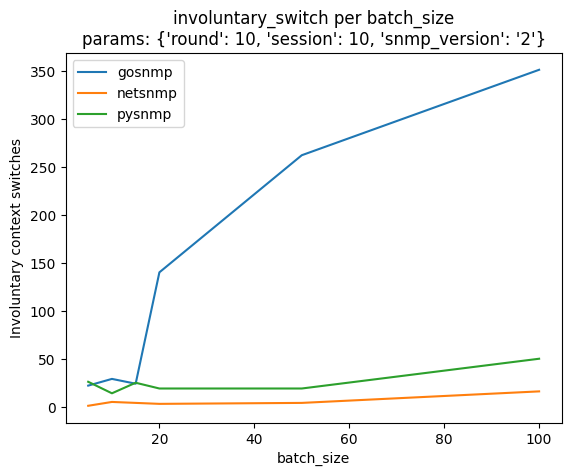 involuntary_switch per batch_size
params: {'round': 10, 'session': 10, 'snmp_version': '2'}
gosnmp
netsnmp
pysnmp
Involuntary context switches
350
300
250
200
150
100
50
0
20
40
60
80
100
batch_size